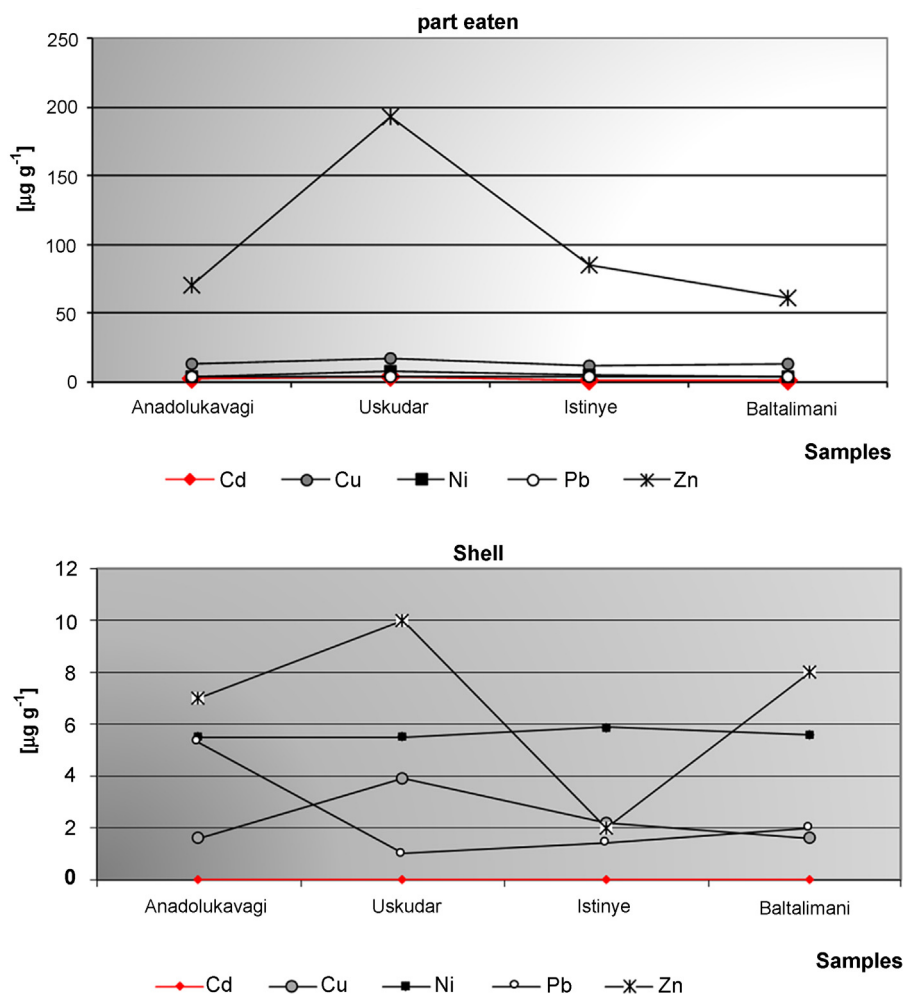 part eaten
250
200
150
100
50
0
[µg g-1]
Anadolukavagi Uskudar Istinye Baltalimani
Samples
Cd Cu Ni Pb Zn
Shell
12
10
8
6
4
2
0
[µg g-1]
Anadolukavagi Uskudar Istinye Baltalimani
Samples
Cd Cu Ni Pb Zn